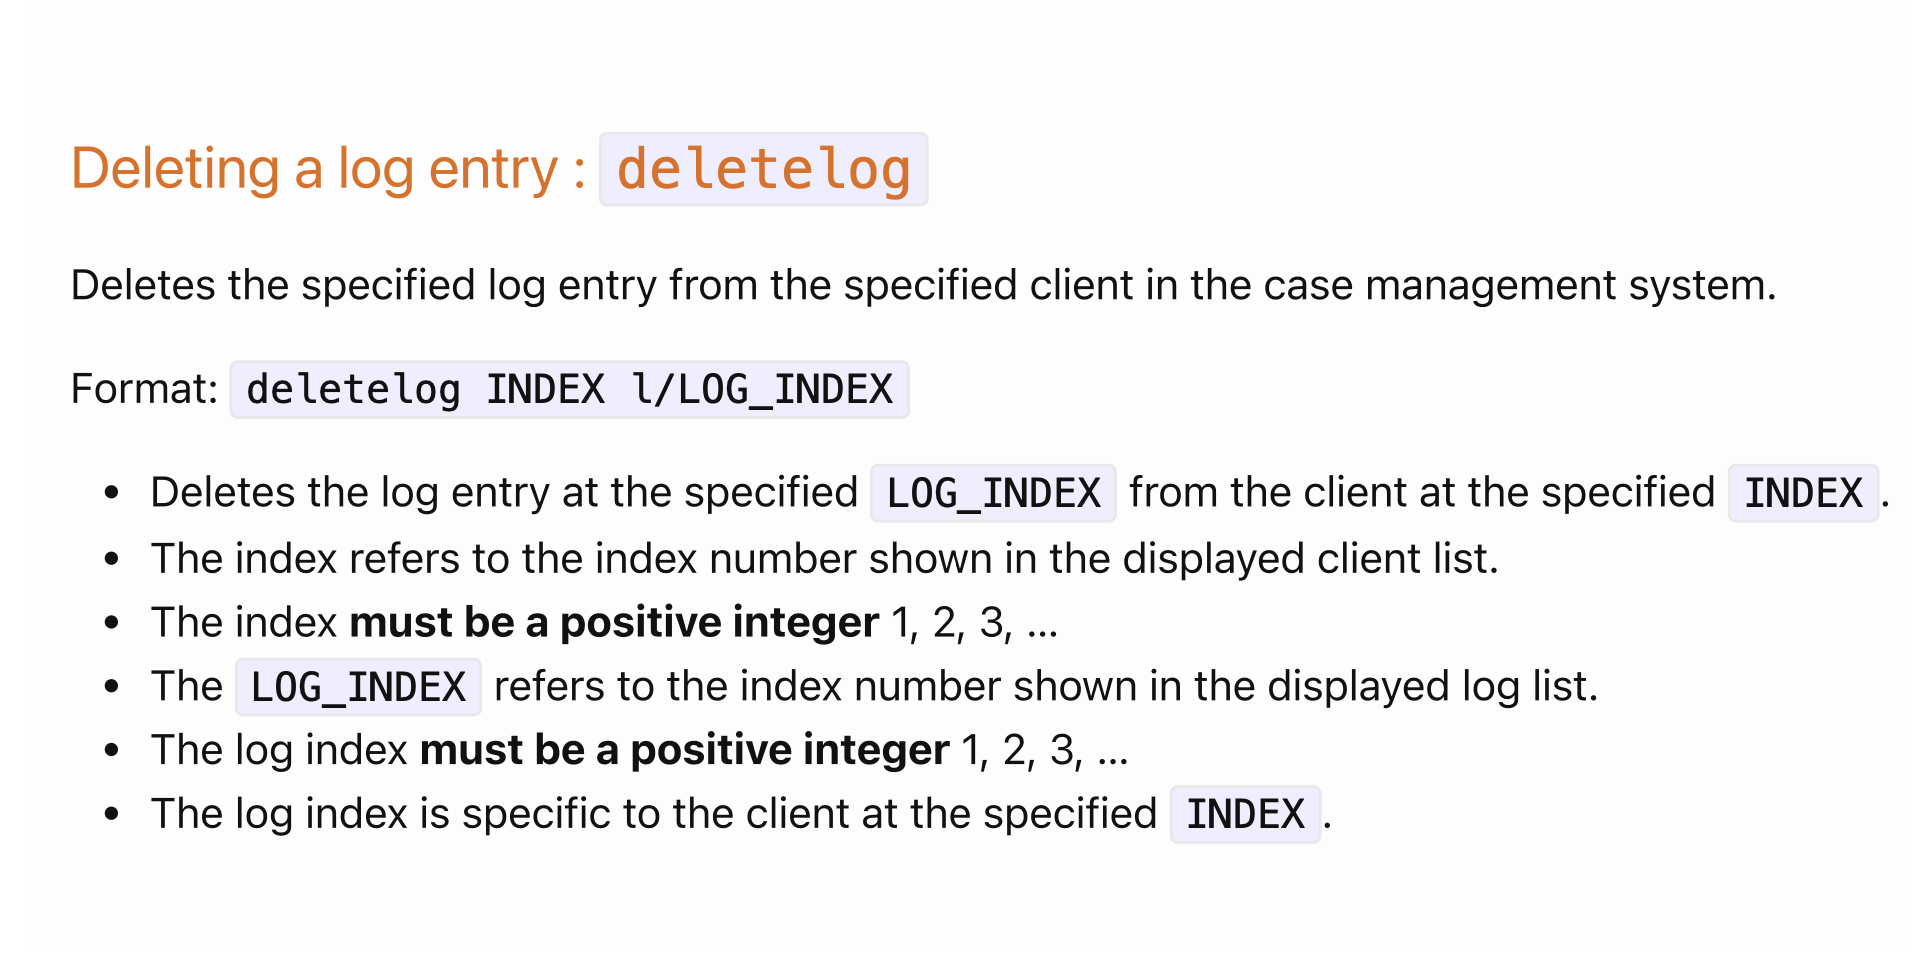 Deleting a log entry : deletelog
Deletes the specified log entry from the specified client in the case management system.
Format: deletelog INDEX l/LOG_INDEX
• Deletes the log entry at the specified LOG_INDEX from the client at the specified INDEX.
• The index refers to the index number shown in the displayed client list.
• The index must be a positive integer 1, 2, 3, …
• The LOG_INDEX refers to the index number shown in the displayed log list.
• The log index must be a positive integer 1, 2, 3, …
• The log index is specific to the client at the specified INDEX.